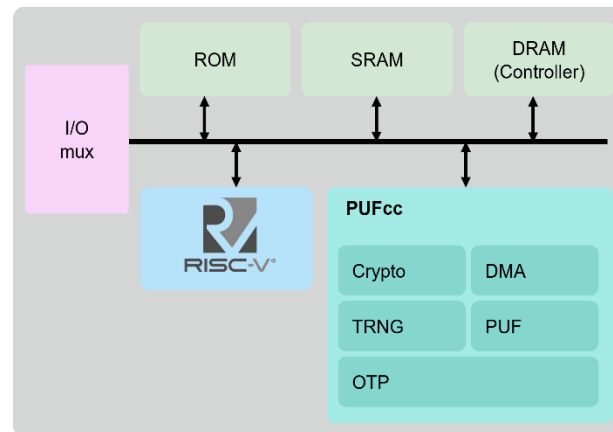 ROM
SRAM
DRAM
(Controller)
I/O
mux
RISC-V®
PUFcc
Crypto
DMA
TRNG
PUF
OTP